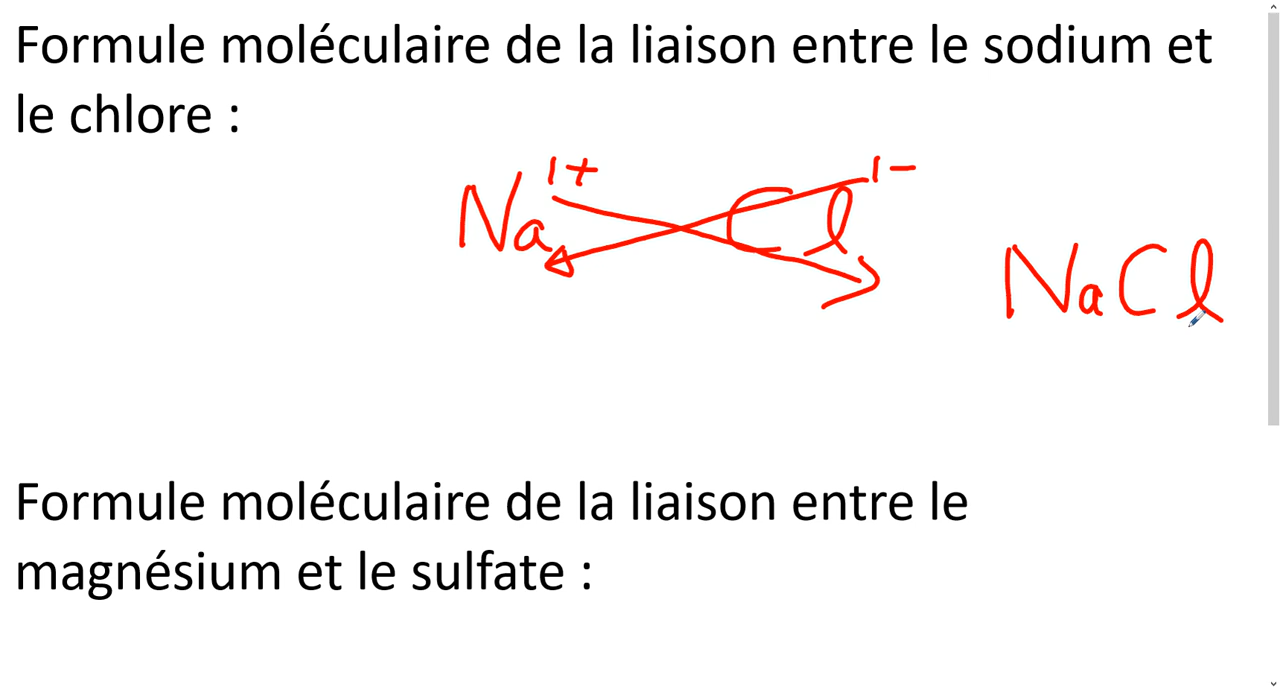 Formule moléculaire de la liaison entre le sodium et
le chlore :
Na 1+ Cl 1-
NaCl
Formule moléculaire de la liaison entre le
magnésium et le sulfate :